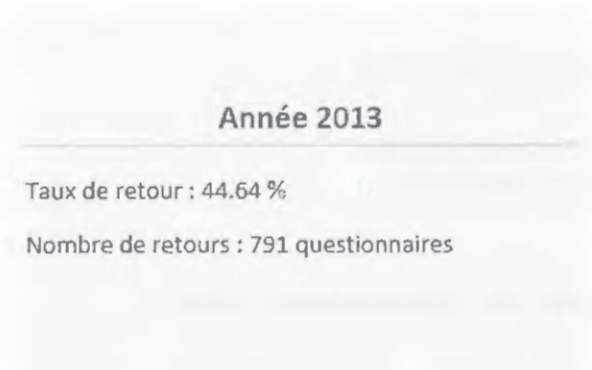 Année 2013
Taux de retour : 44.64 %
Nombre de retours : 791 questionnaires